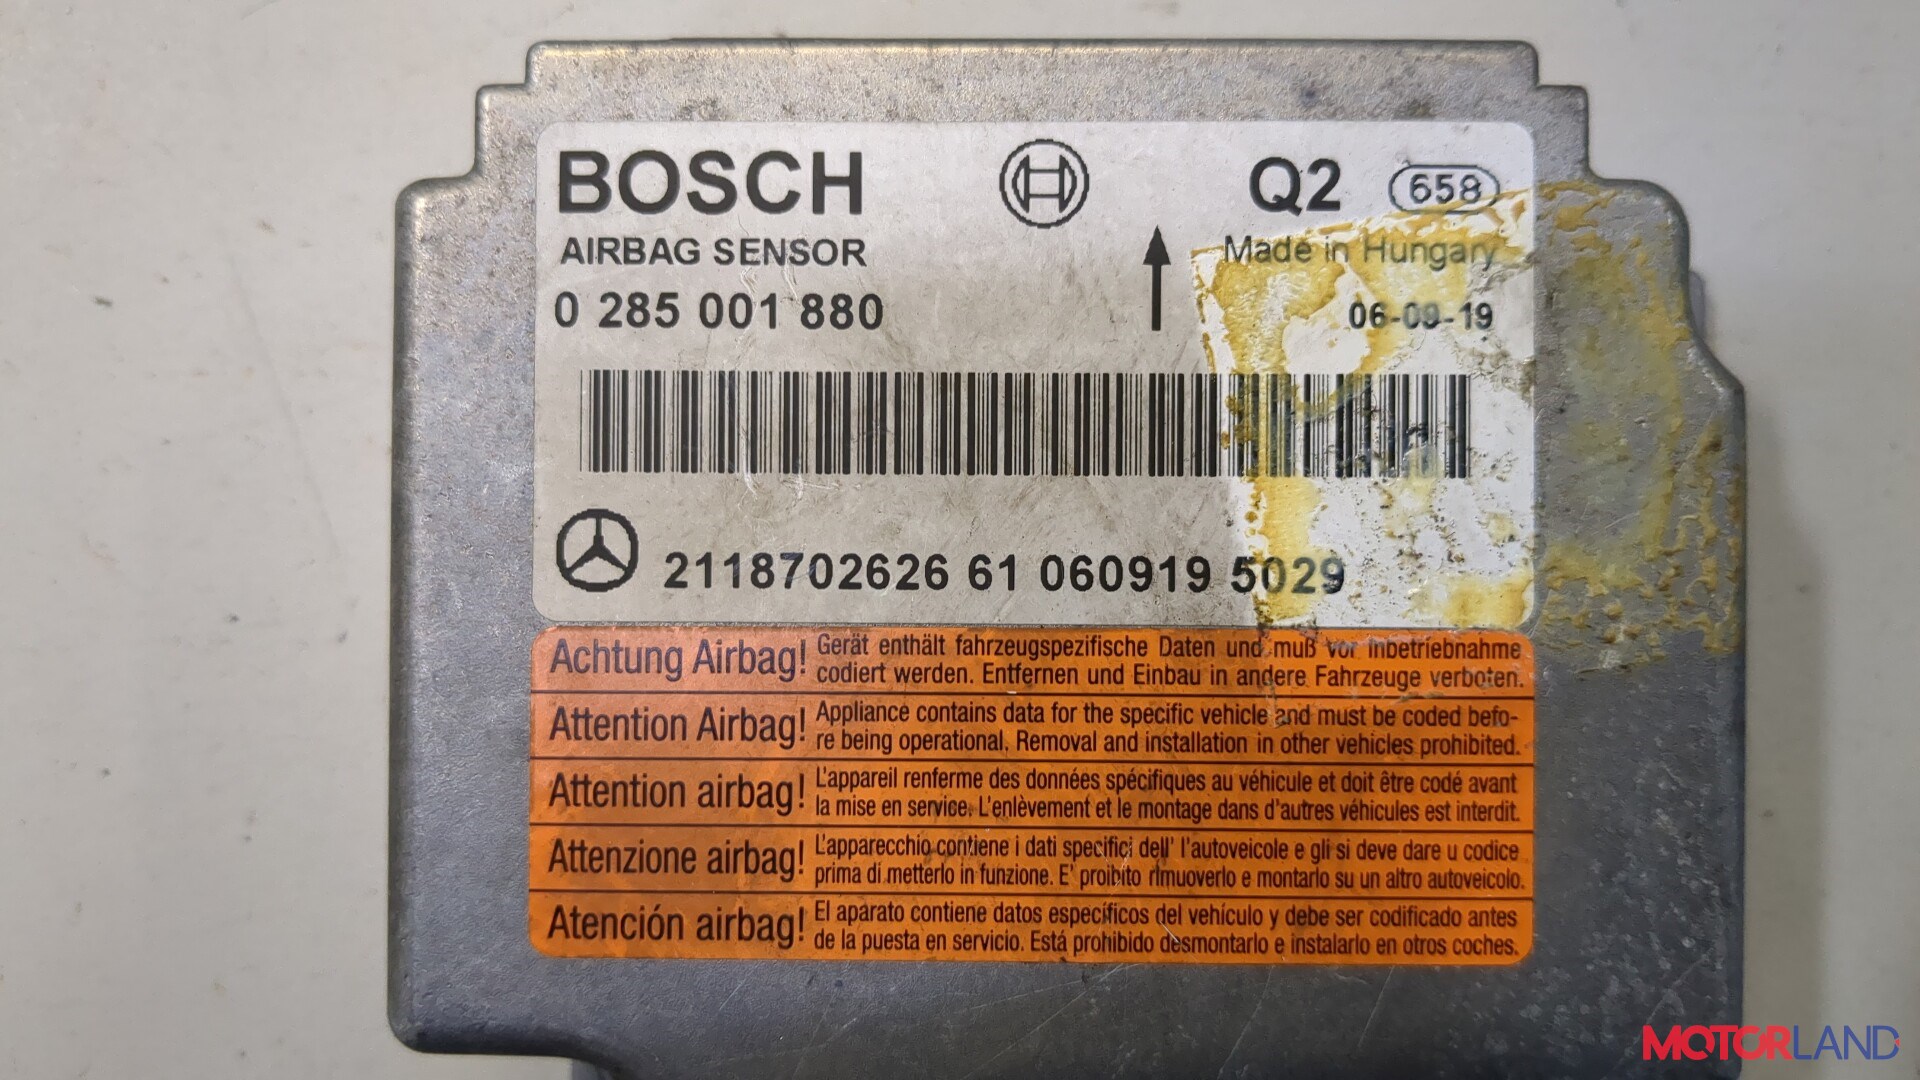 BOSCH Q2 658
AIRBAG SENSOR Made in Hungary
0 285 001 880 06-09-19
2118702626 61 060919 5029
Achtung Airbag! Gerät enthält fahrzeugspezifische Daten und muß vor Inbetriebnahme
codiert werden. Entfernen und Einbau in andere Fahrzeuge verboten.
Attention Airbag! Appliance contains data for the specific vehicle and must be coded befo-
re being operational. Removal and installation in other vehicles prohibited.
Attention airbag! L'appareil renferme des données spécifiques au véhicule et doit être codé avant
la mise en service. L'enlèvement et le montage dans d'autres véhicules est interdit.
Attenzione airbag! L'apparecchio contiene i dati specifici dell' l'autoveicole e gli si deve dare u codice
prima di metterlo in funzione. E' proibito rimuoverlo e montarlo su un altro autoveicolo.
Atención airbag! El aparato contiene datos específicos del vehículo y debe ser codificado antes
de la puesta en servicio. Está prohibido desmontarlo e instalarlo en otros coches.
MOTORLAND